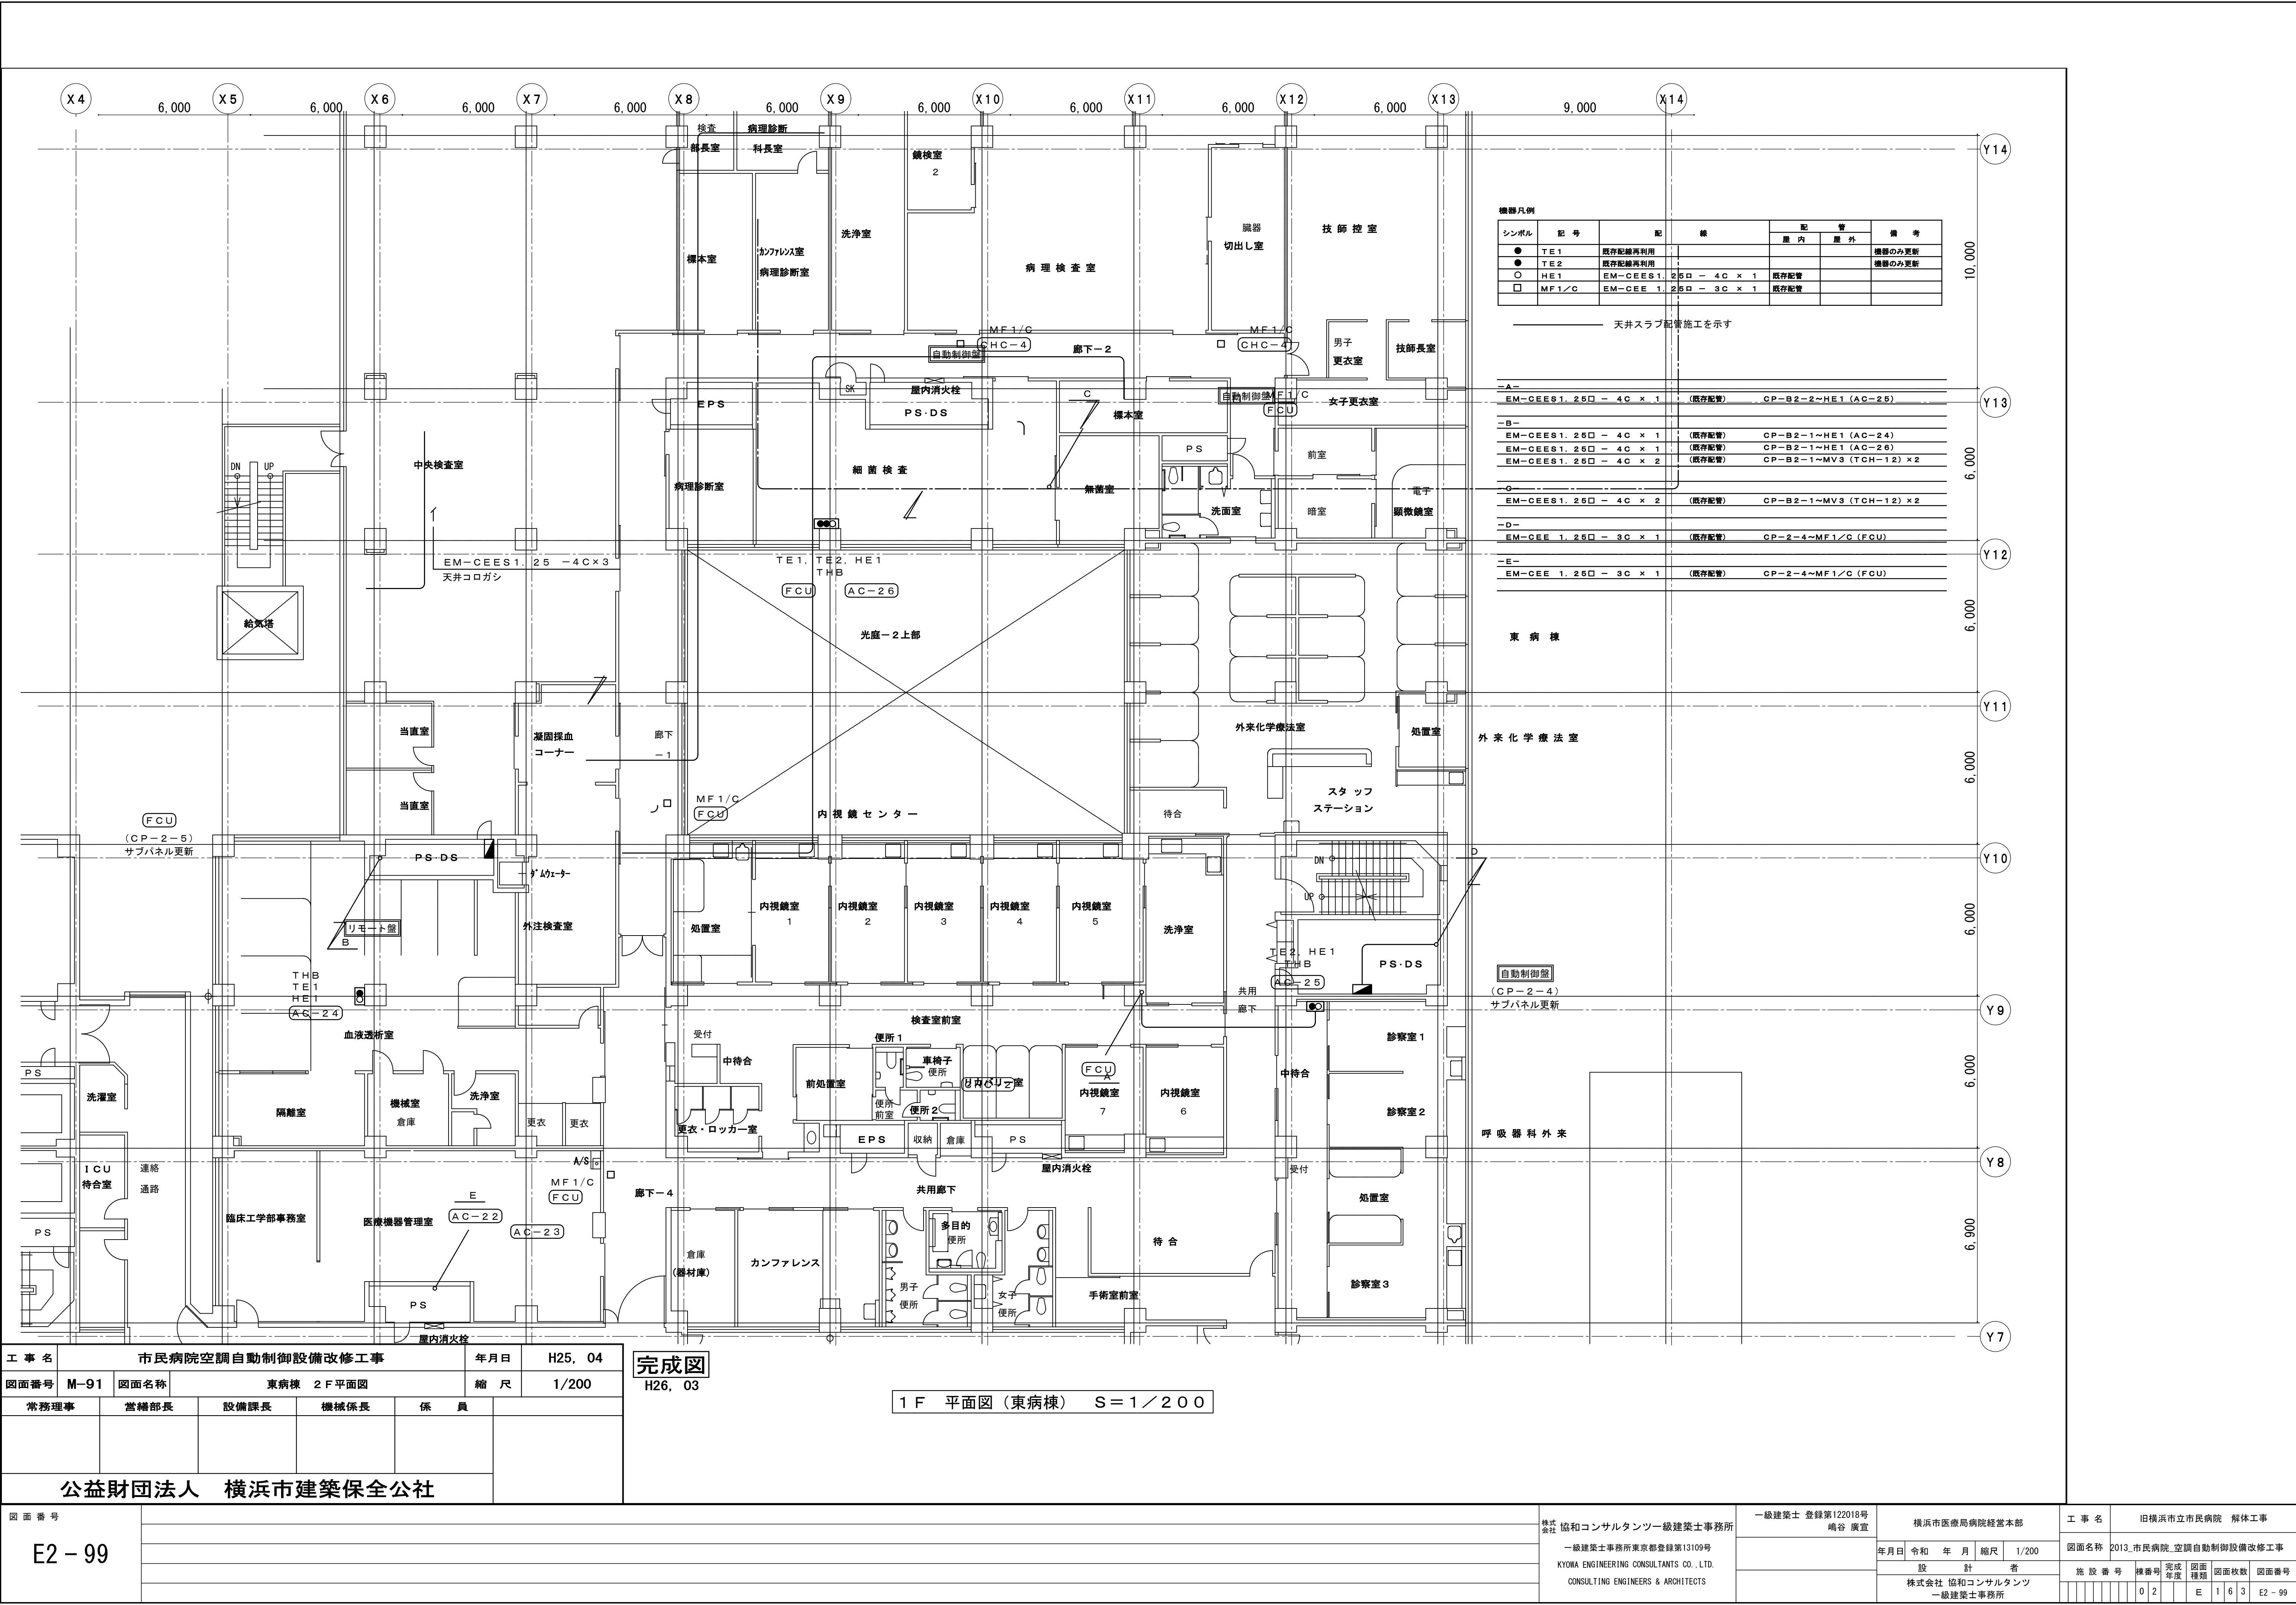 X4 X5 X6 X7 X8 X9 X10 X11 X12 X13 X14
6,000 6,000 6,000 6,000 6,000 6,000 6,000 6,000 6,000 9,000
検査
部長室
病理診断
科長室
鏡検室
2
Y14
標本室
カンファレンス室
病理診断室
洗浄室
病理検査室
臓器
切出し室
技師控室
10,000
機器凡例
シンボル 記号 配線 配管 備考
屋内 屋外
● TE1 既存配線再利用 機器のみ更新
● TE2 既存配線再利用 機器のみ更新
○ HE1 EM-CEES1.25□ - 4C × 1 既存配管
□ MF1/C EM-CEE 1.25□ - 3C × 1 既存配管
天井スラブ配管施工を示す
MF1/C
CHC-4
自動制御盤
廊下-2
MF1/C
CHC-4
男子
更衣室
技師長室
SK
屋内消火栓
EPS
PS·DS
C
標本室
自動制御盤
MF1/C
FCU
女子更衣室
Y13
-A-
EM-CEES1.25□ - 4C × 1 (既存配管) CP-B2-2~HE1(AC-25)
-B-
EM-CEES1.25□ - 4C × 1 (既存配管) CP-B2-1~HE1(AC-24)
EM-CEES1.25□ - 4C × 1 (既存配管) CP-B2-1~HE1(AC-26)
EM-CEES1.25□ - 4C × 2 (既存配管) CP-B2-1~MV3(TCH-12)×2
-C-
EM-CEES1.25□ - 4C × 2 (既存配管) CP-B2-1~MV3(TCH-12)×2
-D-
EM-CEE 1.25□ - 3C × 1 (既存配管) CP-2-4~MF1/C(FCU)
-E-
EM-CEE 1.25□ - 3C × 1 (既存配管) CP-2-4~MF1/C(FCU)
DN UP
中央検査室
病理診断室
細菌検査
無菌室
PS
洗面室
前室
暗室
電子
顕微鏡室
6,000
EM-CEES1.25 -4C×3
天井コロガシ
TE1, TE2, HE1
THB
FCU
AC-26
Y12
給気塔
光庭-2上部
東病棟
6,000
Y11
当直室
凝固採血
コーナー
廊下
-1
外来化学療法室
処置室
外来化学療法室
当直室
MF1/C
FCU
内視鏡センター
待合
スタッフ
ステーション
6,000
FCU
(CP-2-5)
サブパネル更新
PS·DS
ダムウェーター
DN
UP
D
Y10
リモート盤
B
外注検査室
処置室
内視鏡室
1
内視鏡室
2
内視鏡室
3
内視鏡室
4
内視鏡室
5
洗浄室
PS·DS
6,000
THB
TE1
HE1
AC-24
血液透析室
TE2, HE1
THB
AC-25
共用
廊下
自動制御盤
(CP-2-4)
サブパネル更新
Y9
受付
中待合
検査室前室
便所1
車椅子
便所
前処置室
便所
前室
便所2
リカバリー室
FCU
A
内視鏡室
7
内視鏡室
6
中待合
診察室1
診察室2
PS
洗濯室
隔離室
機械室
倉庫
洗浄室
更衣
更衣
更衣・ロッカー室
EPS
収納
倉庫
PS
屋内消火栓
呼吸器科外来
6,000
Y8
ICU
待合室
連絡
通路
A/S
MF1/C
FCU
廊下-4
共用廊下
受付
処置室
臨床工学部事務室
医療機器管理室
E
AC-22
AC-23
PS
倉庫
(器材庫)
カンファレンス
多目的
便所
男子
便所
女子
便所
待合
手術室前室
診察室3
6,900
PS
屋内消火栓
Y7
工事名 市民病院空調自動制御設備改修工事 年月日 H25, 04
図面番号 M-91 図面名称 東病棟 2F平面図 縮尺 1/200
常務理事 営繕部長 設備課長 機械係長 係員
公益財団法人 横浜市建築保全公社
完成図
H26, 03
1F 平面図(東病棟) S=1/200
図面番号
E2-99
株式会社 協和コンサルタンツ一級建築士事務所
一級建築士事務所東京都登録第13109号
KYOWA ENGINEERING CONSULTANTS CO.,LTD.
CONSULTING ENGINEERS & ARCHITECTS
一級建築士 登録第122018号
嶋谷 廣宣
横浜市医療局病院経営本部
年月日 令和 年 月 縮尺 1/200
設計者
株式会社 協和コンサルタンツ
一級建築士事務所
工事名 旧横浜市立市民病院 解体工事
図面名称 2013_市民病院_空調自動制御設備改修工事
施設番号 棟番号 完成年度 図面種類 図面枚数 図面番号
0 2 E 1 6 3 E2 - 99